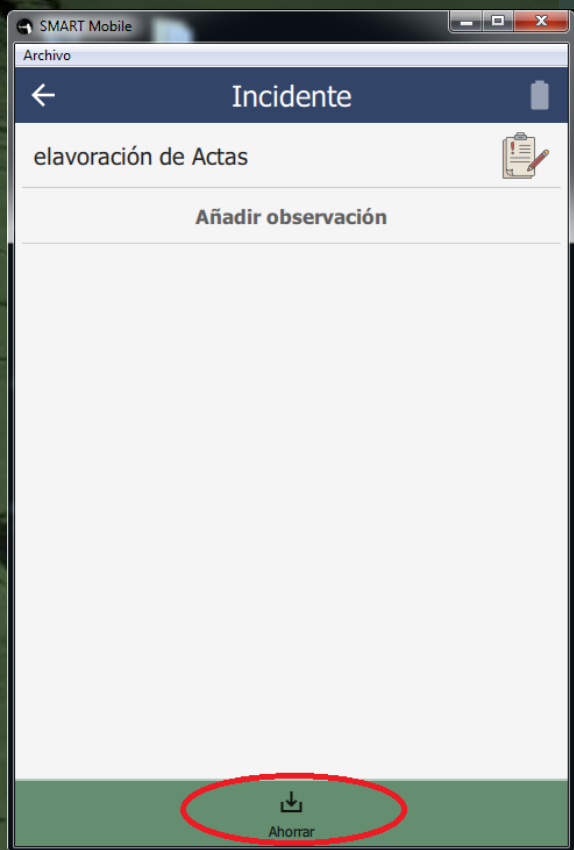 SMART Mobile
Archivo
Incidente
elavoración de Actas
Añadir observación
Ahorrar